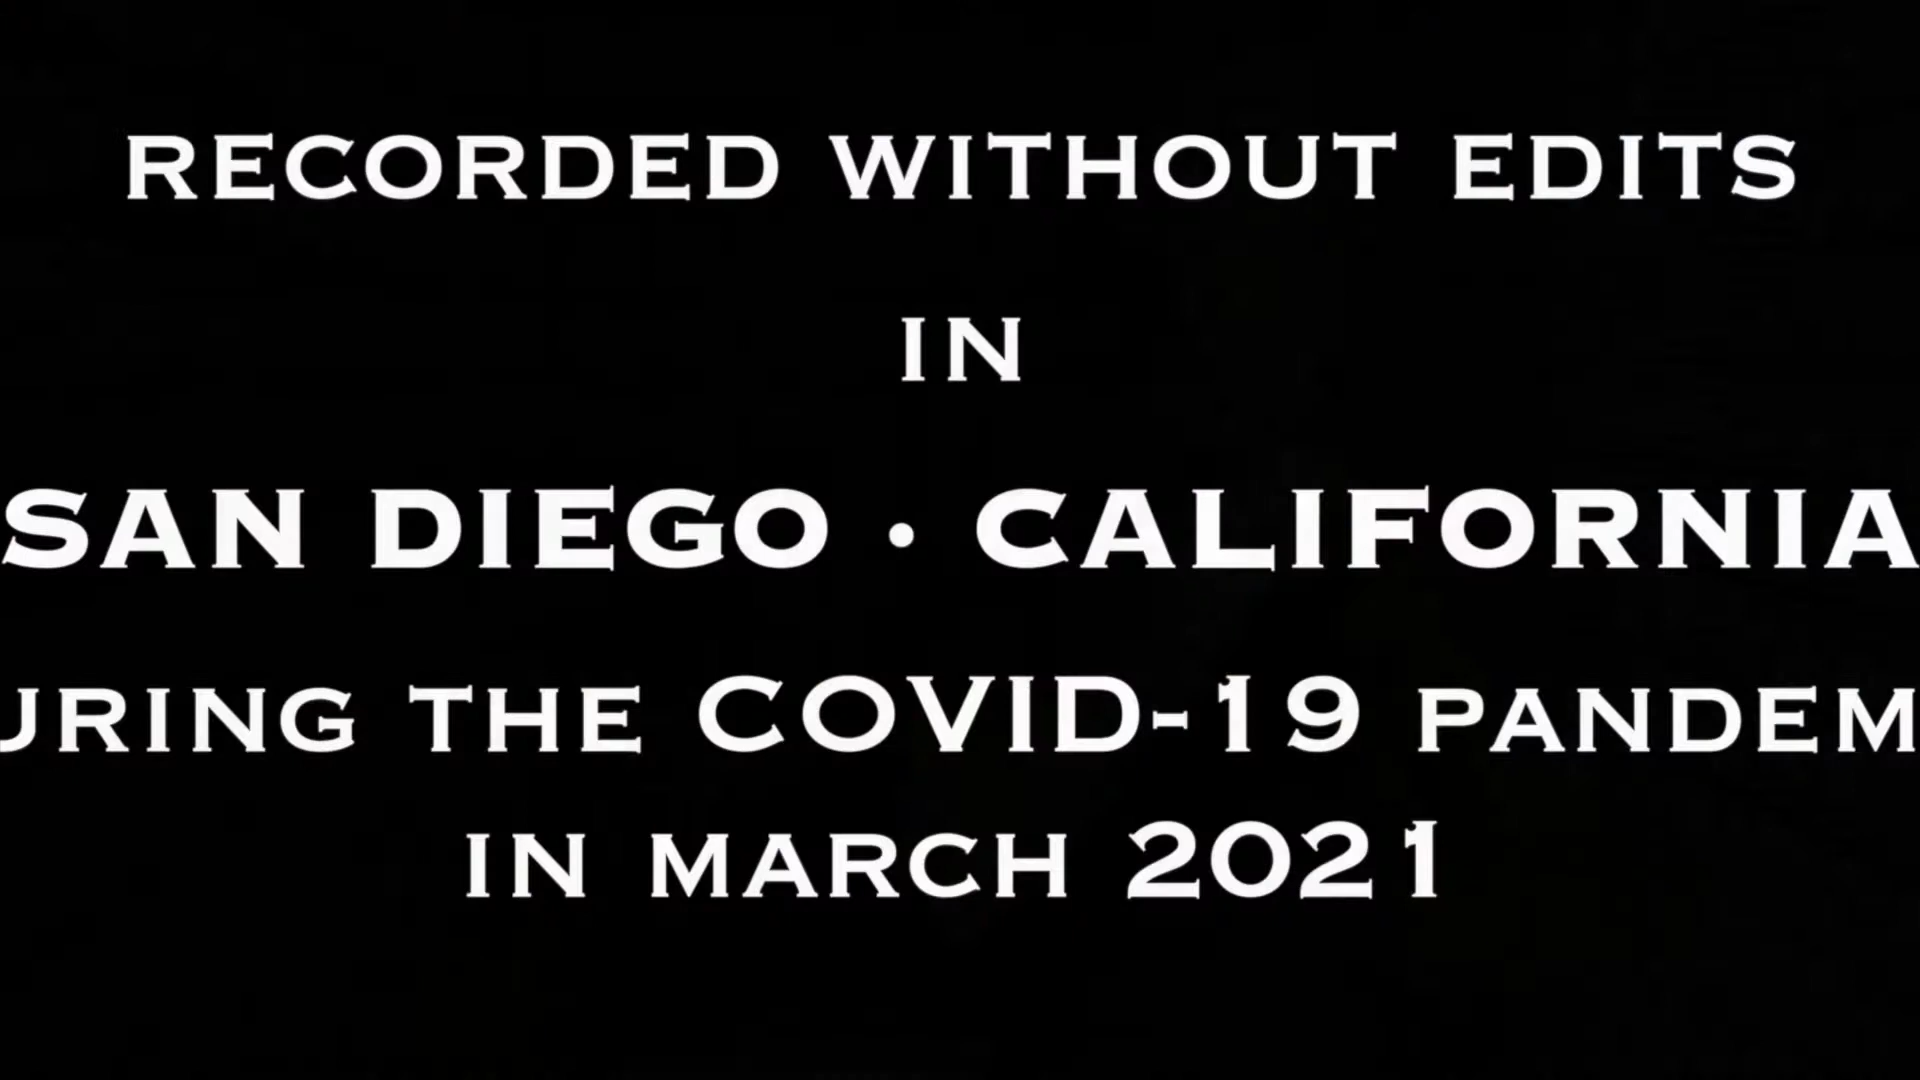 RECORDED WITHOUT EDITS
IN
SAN DIEGO • CALIFORNIA
URING THE COVID-19 PANDEM
IN MARCH 2021